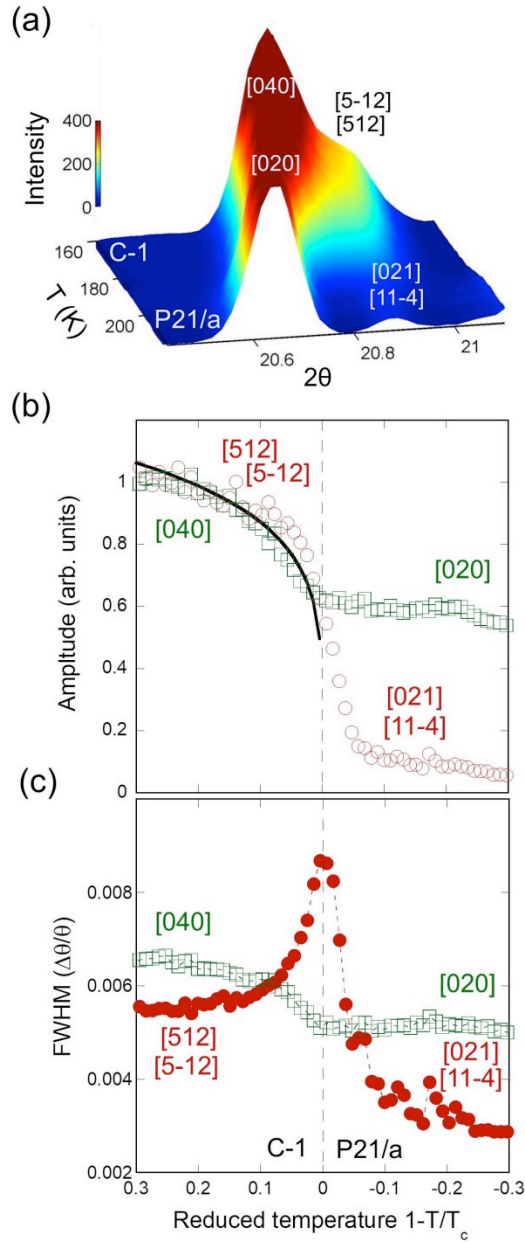 (a)
[040]
[5-12]
[512]
Intensity
400
200
0
[020]
160
C-1
180
T (K)
200
P21/a
[021]
[11-4]
20.6
20.8
21
2θ
(b)
1
0.8
0.6
0.4
0.2
0
Ampltude (arb. units)
[512]
[5-12]
[040]
[020]
[021]
[11-4]
(c)
0.008
0.006
0.004
0.002
FWHM (Δθ/θ)
[040]
[020]
[512]
[5-12]
[021]
[11-4]
C-1 P21/a
0.3 0.2 0.1 0 -0.1 -0.2 -0.3
Reduced temperature 1-T/Tc